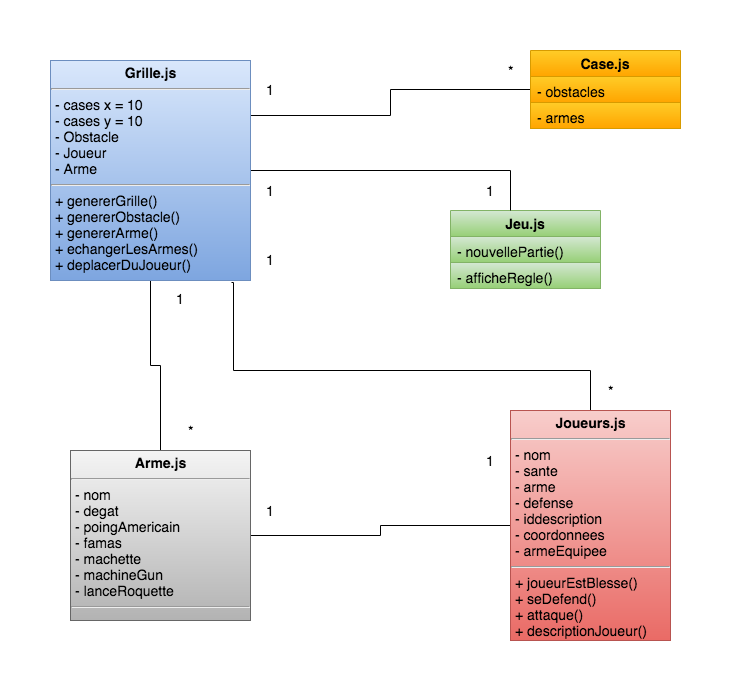 Grille.js
- cases x = 10
- cases y = 10
- Obstacle
- Joueur
- Arme
+ genererGrille()
+ genererObstacle()
+ genererArme()
+ echangerLesArmes()
+ deplacerDuJoueur()
1
*
Case.js
- obstacles
- armes
1
1
Jeu.js
- nouvellePartie()
- afficheRegle()
1
1
*
*
Arme.js
- nom
- degat
- poingAmericain
- famas
- machette
- machineGun
- lanceRoquette
1
1
Joueurs.js
- nom
- sante
- arme
- defense
- iddescription
- coordonnees
- armeEquipee
+ joueurEstBlesse()
+ seDefend()
+ attaque()
+ descriptionJoueur()